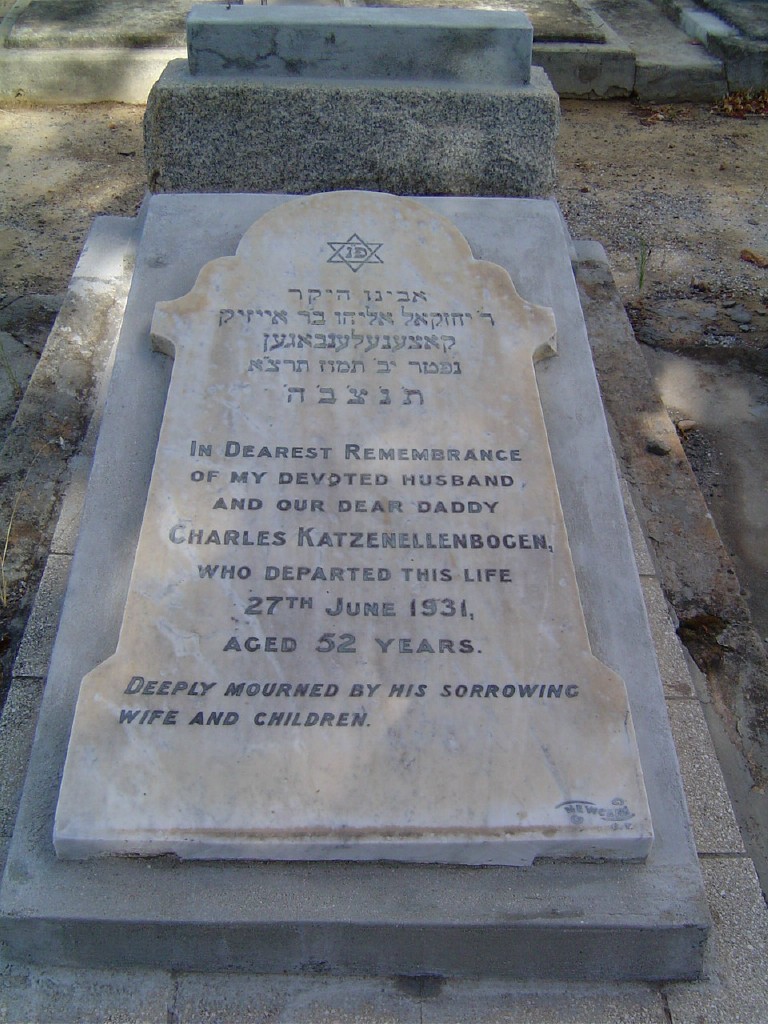 פנ
אבינו היקר
ר' יחזקאל אליהו בר אייזיק
קאצענעלענבאגען
נפטר יב תמוז תרצ"א
ת נ צ ב ה
IN DEAREST REMEMBRANCE
OF MY DEVOTED HUSBAND
AND OUR DEAR DADDY
CHARLES KATZENELLENBOGEN,
WHO DEPARTED THIS LIFE
27TH JUNE 1931,
AGED 52 YEARS.
DEEPLY MOURNED BY HIS SORROWING
WIFE AND CHILDREN.